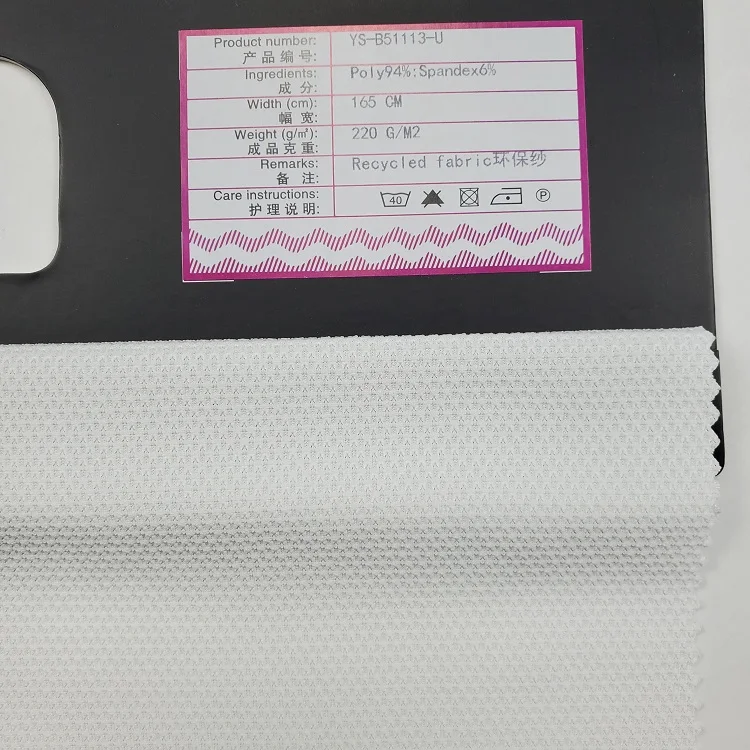 Product number: YS-B51113-U
产品编号:
Ingredients: Poly94%:Spandex6%
成 分:
Width (cm): 165 CM
幅 宽:
Weight (g/㎡): 220 G/M2
成品克重:
Remarks: Recycled fabric环保纱
备 注:
Care instructions: 40 P
护理说明: